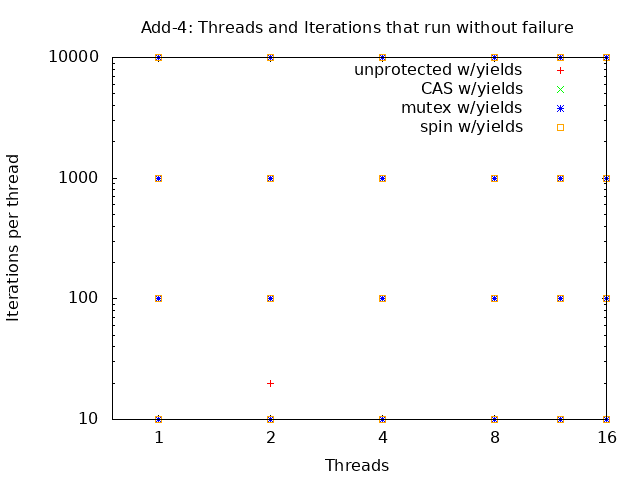 Add-4: Threads and Iterations that run without failure
10000
unprotected w/yields
CAS w/yields
mutex w/yields
spin w/yields
1000
Iterations per thread
100
10
1 2 4 8 16
Threads